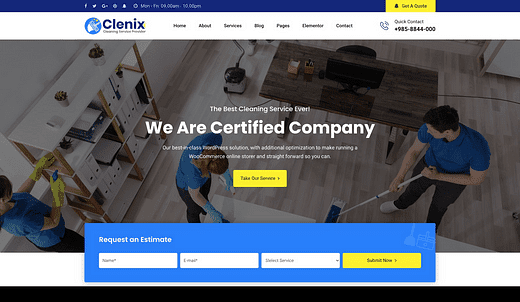 Mon - Fri: 09.00am - 10.00pm
Get A Quote
Clenix
Cleaning Service Provider
Home About Services Blog Pages Elementor Contact
Quick Contact
+985-8844-000
The Best Cleaning Service Ever!
We Are Certified Company
Our best-in-class WordPress solution, with additional optimization to make running a
WooCommerce online storer and straight forward so you can.
Take Our Service
Request an Estimate
Name* E-mail* Select Service Submit Now